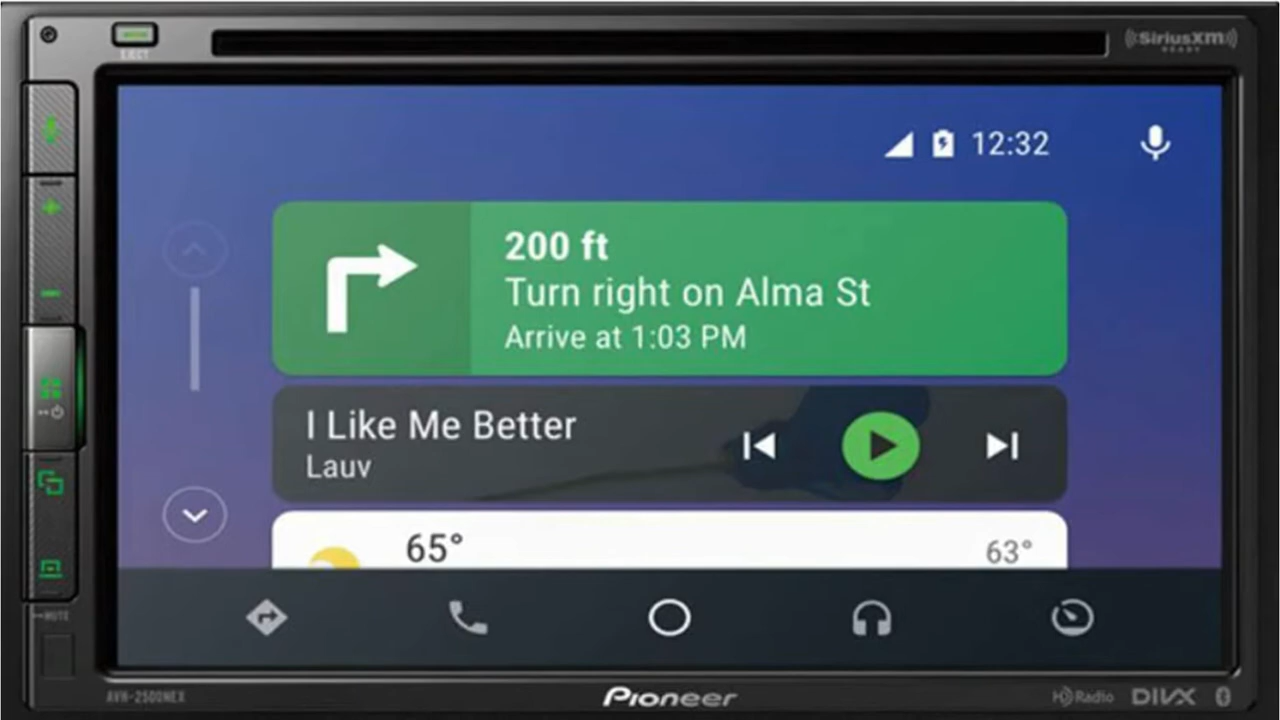 EJECT
SiriusXM
READY
12:32
200 ft
Turn right on Alma St
Arrive at 1:03 PM
I Like Me Better
Lauv
65°
63°
MUTE
AVH-2500NEX
Pioneer
HD Radio
DIVX